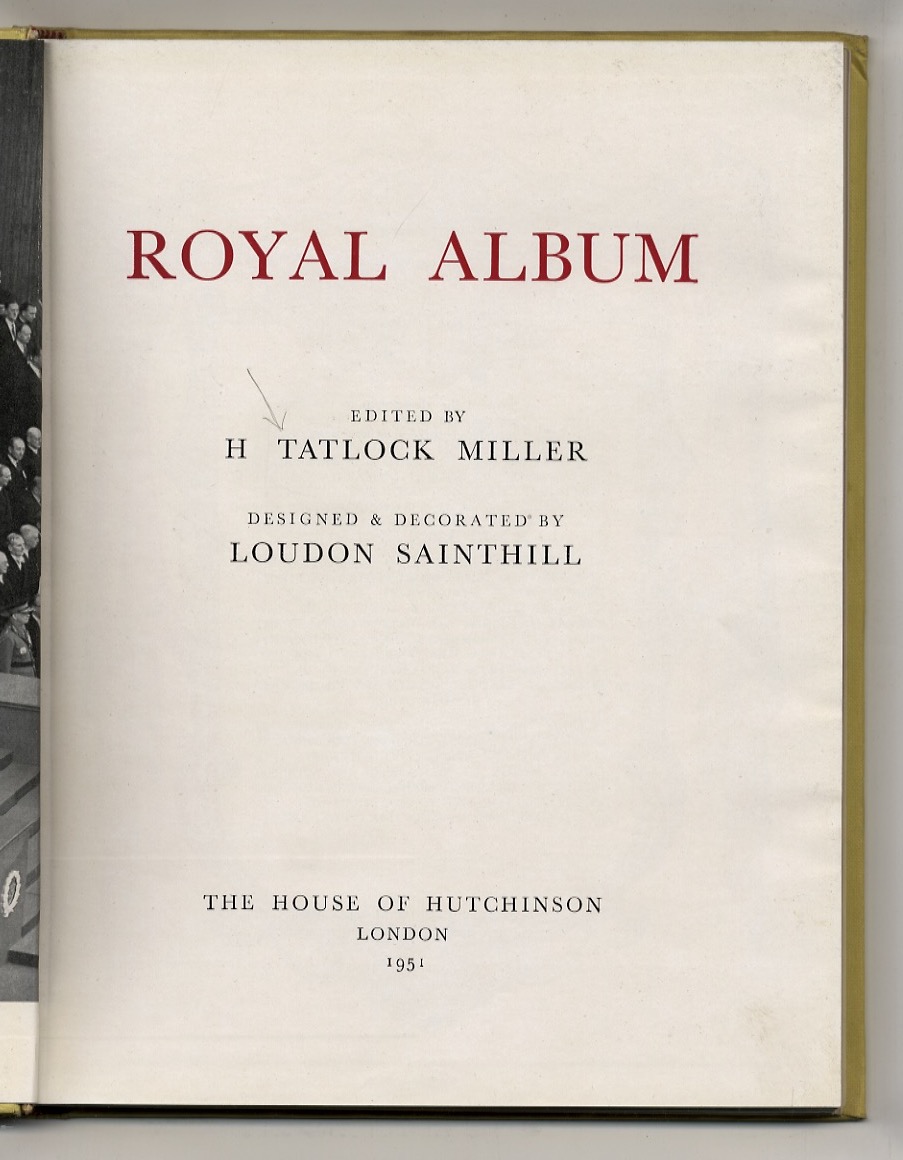 ROYAL ALBUM
EDITED BY
H TATLOCK MILLER
DESIGNED & DECORATED BY
LOUDON SAINTHILL
THE HOUSE OF HUTCHINSON
LONDON
1951